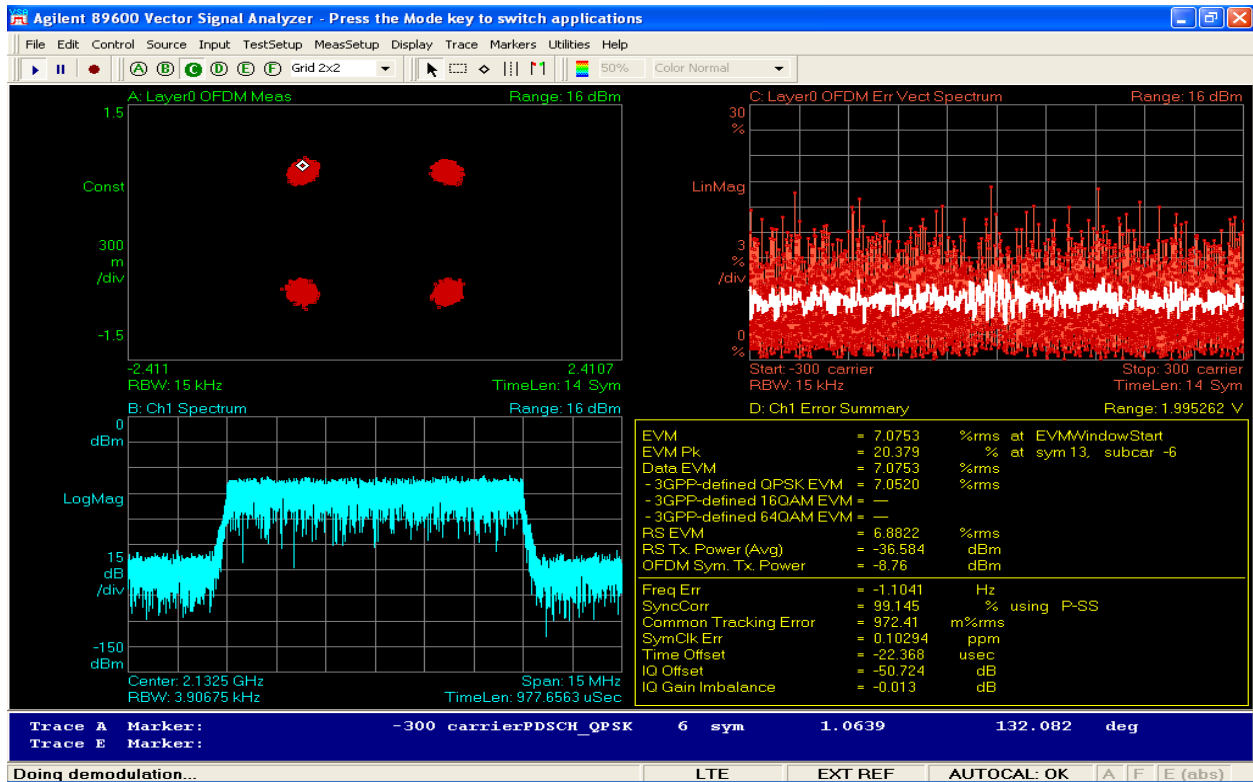 Agilent 89600 Vector Signal Analyzer - Press the Mode key to switch applications
File Edit Control Source Input TestSetup MeasSetup Display Trace Markers Utilities Help
A B C D E F Grid 2x2 50% Color Normal
A: Layer0 OFDM Meas Range: 16 dBm
1.5
Const
300
m
/div
-1.5
-2.411 2.4107
RBW: 15 kHz TimeLen: 14 Sym
C: Layer0 OFDM Err Vect Spectrum Range: 16 dBm
30
%
LinMag
3
%
/div
0
%
Start: -300 carrier Stop: 300 carrier
RBW: 15 kHz TimeLen: 14 Sym
B: Ch1 Spectrum Range: 16 dBm
0
dBm
LogMag
15
dB
/div
-150
dBm
Center: 2.1325 GHz Span: 15 MHz
RBW: 3.90675 kHz TimeLen: 977.6563 uSec
D: Ch1 Error Summary Range: 1.995262 V
EVM = 7.0753 %rms at EVMWindowStart
EVM Pk = 20.379 % at sym 13, subcar -6
Data EVM = 7.0753 %rms
- 3GPP-defined QPSK EVM = 7.0520 %rms
- 3GPP-defined 16QAM EVM = —
- 3GPP-defined 64QAM EVM = —
RS EVM = 6.8822 %rms
RS Tx. Power (Avg) = -36.584 dBm
OFDM Sym. Tx. Power = -8.76 dBm
Freq Err = -1.1041 Hz
SyncCorr = 99.145 % using P-SS
Common Tracking Error = 972.41 m%rms
SymClk Err = 0.10294 ppm
Time Offset = -22.368 usec
IQ Offset = -50.724 dB
IQ Gain Imbalance = -0.013 dB
Trace A Marker: -300 carrierPDSCH_QPSK 6 sym 1.0639 132.082 deg
Trace E Marker:
Doing demodulation... LTE EXT REF AUTOCAL: OK A F E (abs)